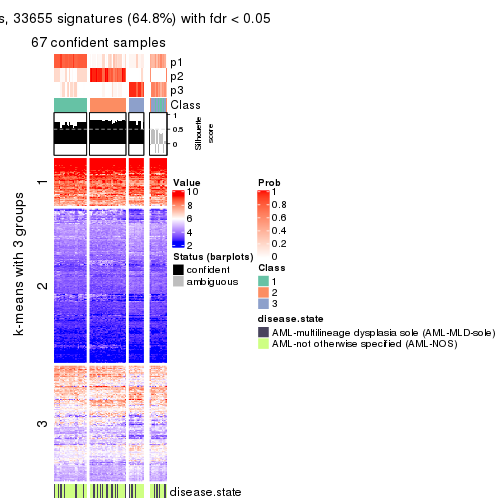 s, 33655 signatures (64.8%) with fdr < 0.05
67 confident samples
p1
p2
p3
Class
1
0.5
0
Silhouette
score
k-means with 3 groups
1
2
3
Value
10
8
6
4
2
Status (barplots)
confident
ambiguous
Prob
1
0.8
0.6
0.4
0.2
0
Class
1
2
3
disease.state
AML-multilineage dysplasia sole (AML-MLD-sole)
AML-not otherwise specified (AML-NOS)
disease.state